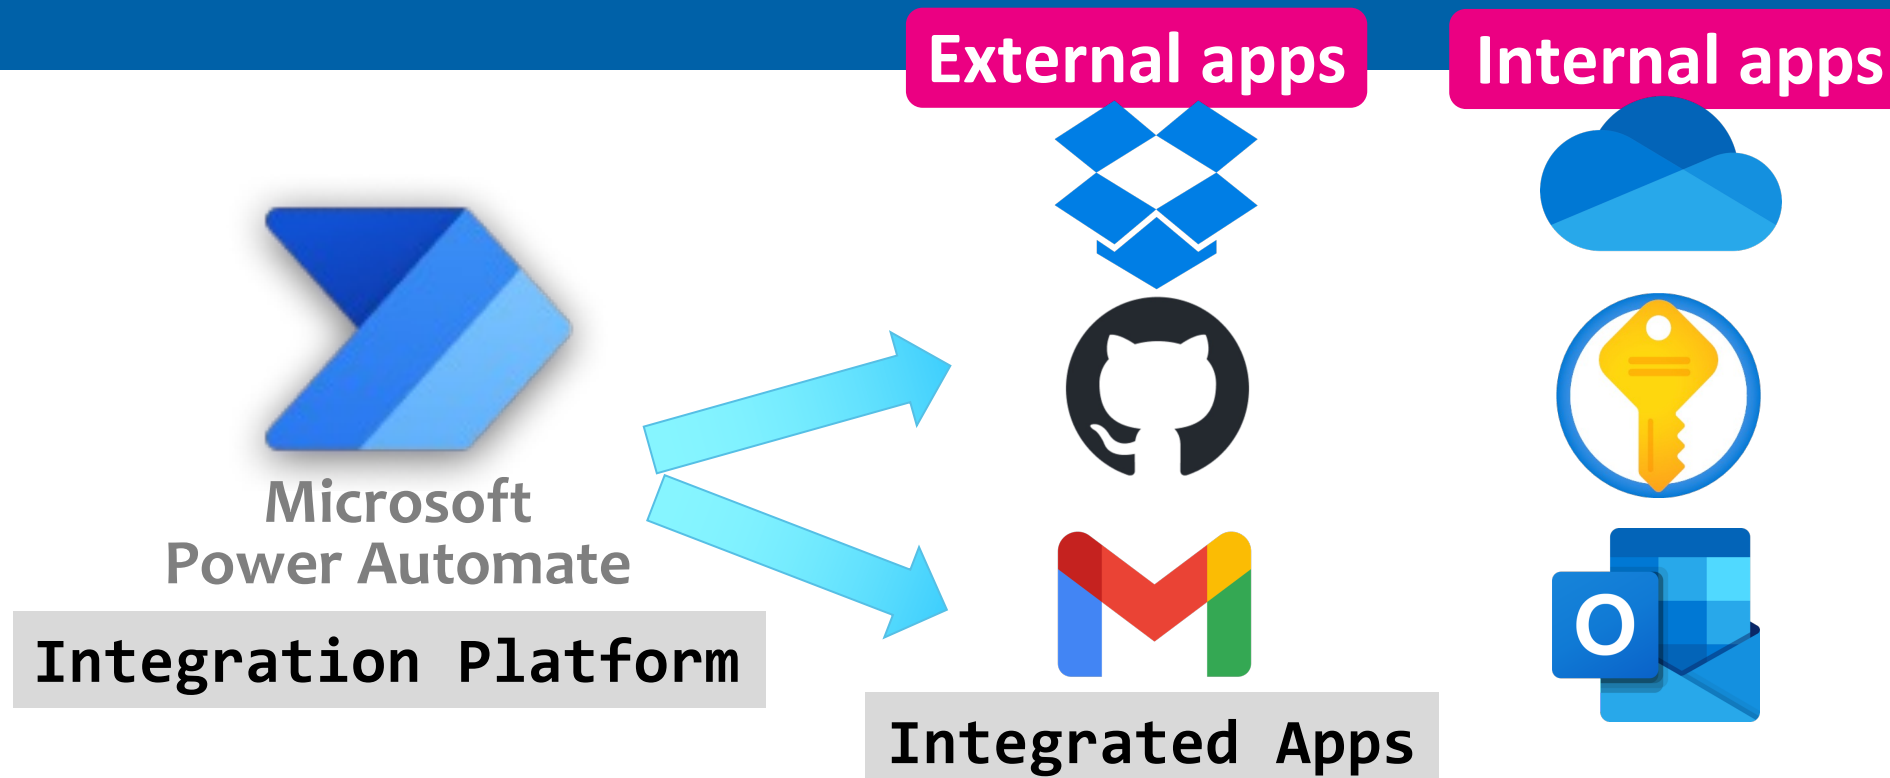 External apps
Internal apps
Microsoft
Power Automate
Integration Platform
O
Integrated Apps